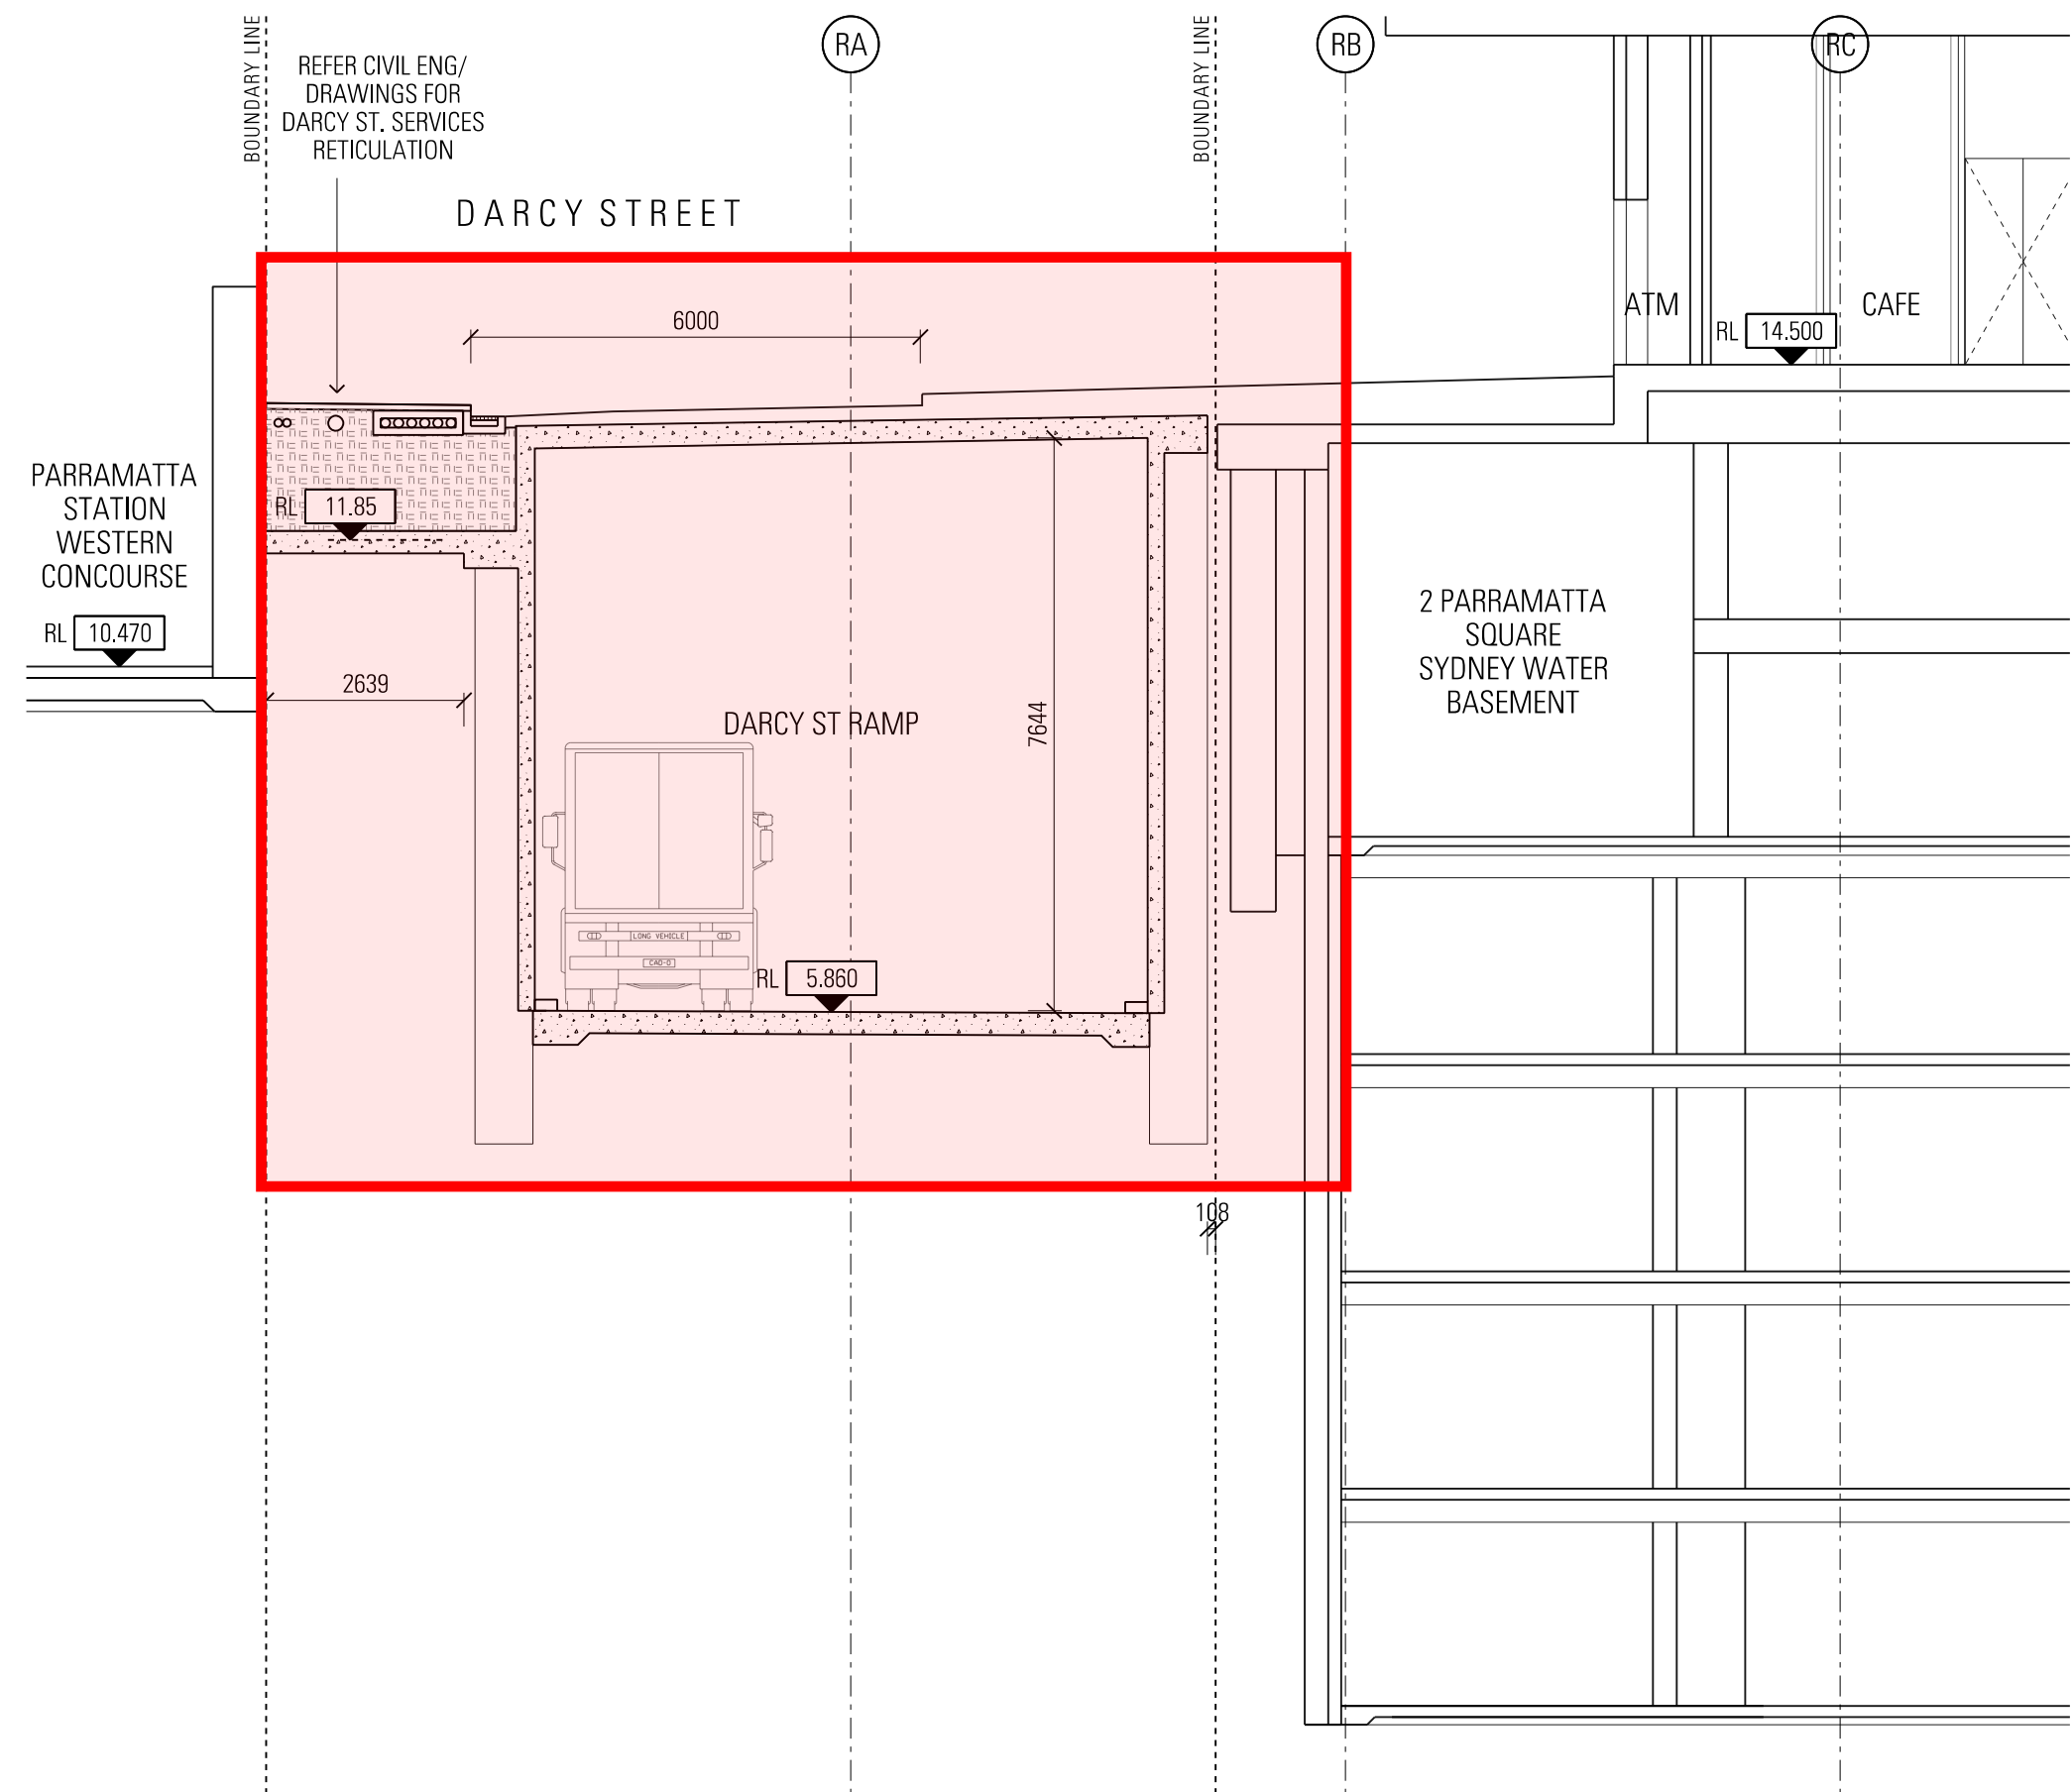 BOUNDARY LINE
REFER CIVIL ENG/
DRAWINGS FOR
DARCY ST. SERVICES
RETICULATION
RA
BOUNDARY LINE
RB
RC
DARCY STREET
6000
ATM
CAFE
RL 14.500
PARRAMATTA
STATION
WESTERN
CONCOURSE
RL 10.470
RL 11.85
2639
DARCY ST RAMP
7644
2 PARRAMATTA
SQUARE
SYDNEY WATER
BASEMENT
LONG VEHICLE
CAD-O
RL 5.860
108